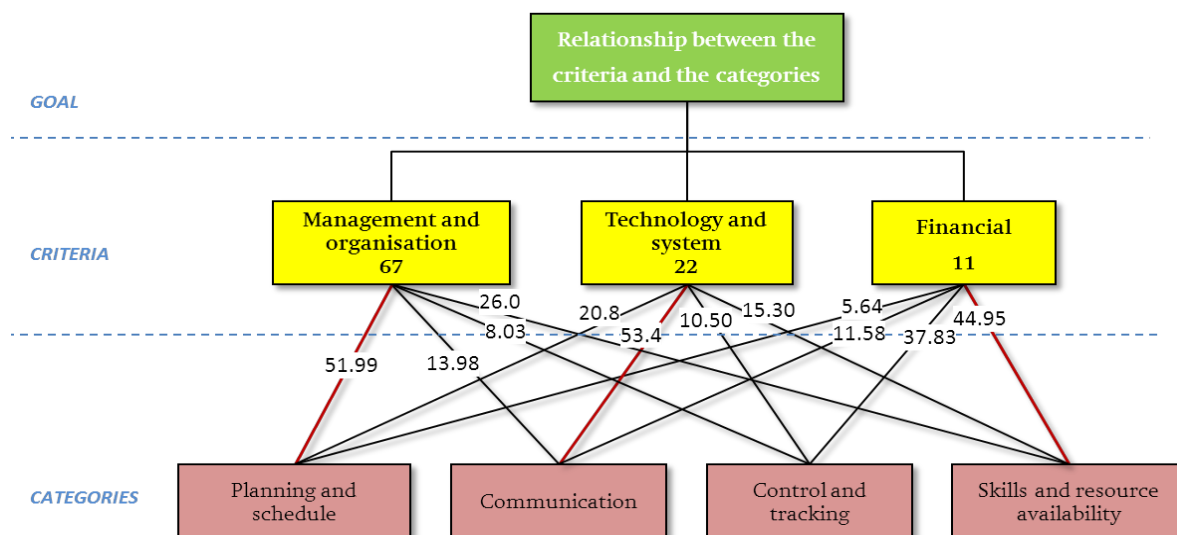 Relationship between the
criteria and the categories
GOAL
Management and
organisation
67
Technology and
system
22
Financial
11
CRITERIA
26.0
8.03
20.8
53.4
10.50
15.30
5.64
11.58
44.95
37.83
51.99
13.98
CATEGORIES
Planning and
schedule
Communication
Control and
tracking
Skills and resource
availability